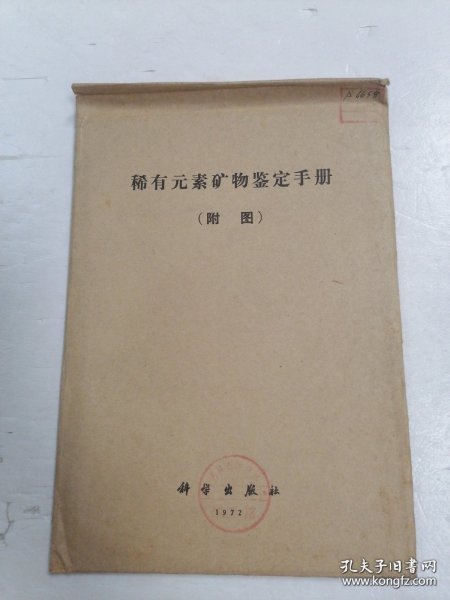 P6658
稀有元素矿物鉴定手册
（附 图）
科学出版社
1972
孔夫子旧书网
www.kongfz.com